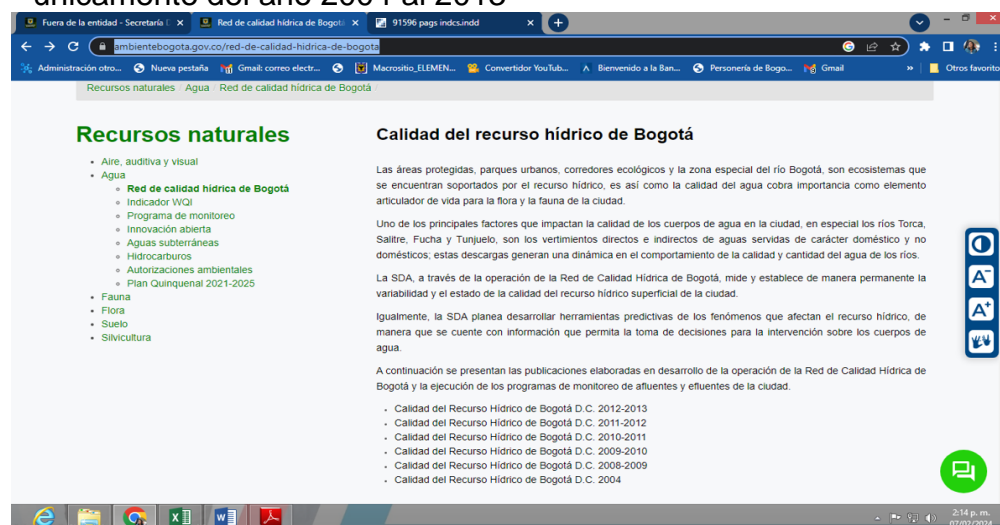 únicamente del año 2004 al 2013
Fuera de la entidad - Secretaría
Red de calidad hídrica de Bogotá
91596 pags indcs.indd
ambientebogota.gov.co/red-de-calidad-hidrica-de-bogota
Administración otro...
Nueva pestaña
Gmail: correo electr...
Macrositio_ELEMEN...
Convertidor YouTub...
Bienvenido a la Ban...
Personería de Bogo...
Gmail
»
Otros favorito
Recursos naturales / Agua / Red de calidad hídrica de Bogotá /
Recursos naturales
Aire, auditiva y visual
Agua
Red de calidad hídrica de Bogotá
Indicador WQI
Programa de monitoreo
Innovación abierta
Aguas subterráneas
Hidrocarburos
Autorizaciones ambientales
Plan Quinquenal 2021-2025
Fauna
Flora
Suelo
Silvicultura
Calidad del recurso hídrico de Bogotá
Las áreas protegidas, parques urbanos, corredores ecológicos y la zona especial del río Bogotá, son ecosistemas que
se encuentran soportados por el recurso hídrico, es así como la calidad del agua cobra importancia como elemento
articulador de vida para la flora y la fauna de la ciudad.
Uno de los principales factores que impactan la calidad de los cuerpos de agua en la ciudad, en especial los ríos Torca,
Salitre, Fucha y Tunjuelo, son los vertimientos directos e indirectos de aguas servidas de carácter doméstico y no
domésticos; estas descargas generan una dinámica en el comportamiento de la calidad y cantidad del agua de los ríos.
La SDA, a través de la operación de la Red de Calidad Hídrica de Bogotá, mide y establece de manera permanente la
variabilidad y el estado de la calidad del recurso hídrico superficial de la ciudad.
Igualmente, la SDA planea desarrollar herramientas predictivas de los fenómenos que afectan el recurso hídrico, de
manera que se cuente con información que permita la toma de decisiones para la intervención sobre los cuerpos de
agua.
A continuación se presentan las publicaciones elaboradas en desarrollo de la operación de la Red de Calidad Hídrica de
Bogotá y la ejecución de los programas de monitoreo de afluentes y efluentes de la ciudad.
Calidad del Recurso Hídrico de Bogotá D.C. 2012-2013
Calidad del Recurso Hídrico de Bogotá D.C. 2011-2012
Calidad del Recurso Hídrico de Bogotá D.C. 2010-2011
Calidad del Recurso Hídrico de Bogotá D.C. 2009-2010
Calidad del Recurso Hídrico de Bogotá D.C. 2008-2009
Calidad del Recurso Hídrico de Bogotá D.C. 2004
A-
A+
2:14 p. m.
07/02/2024